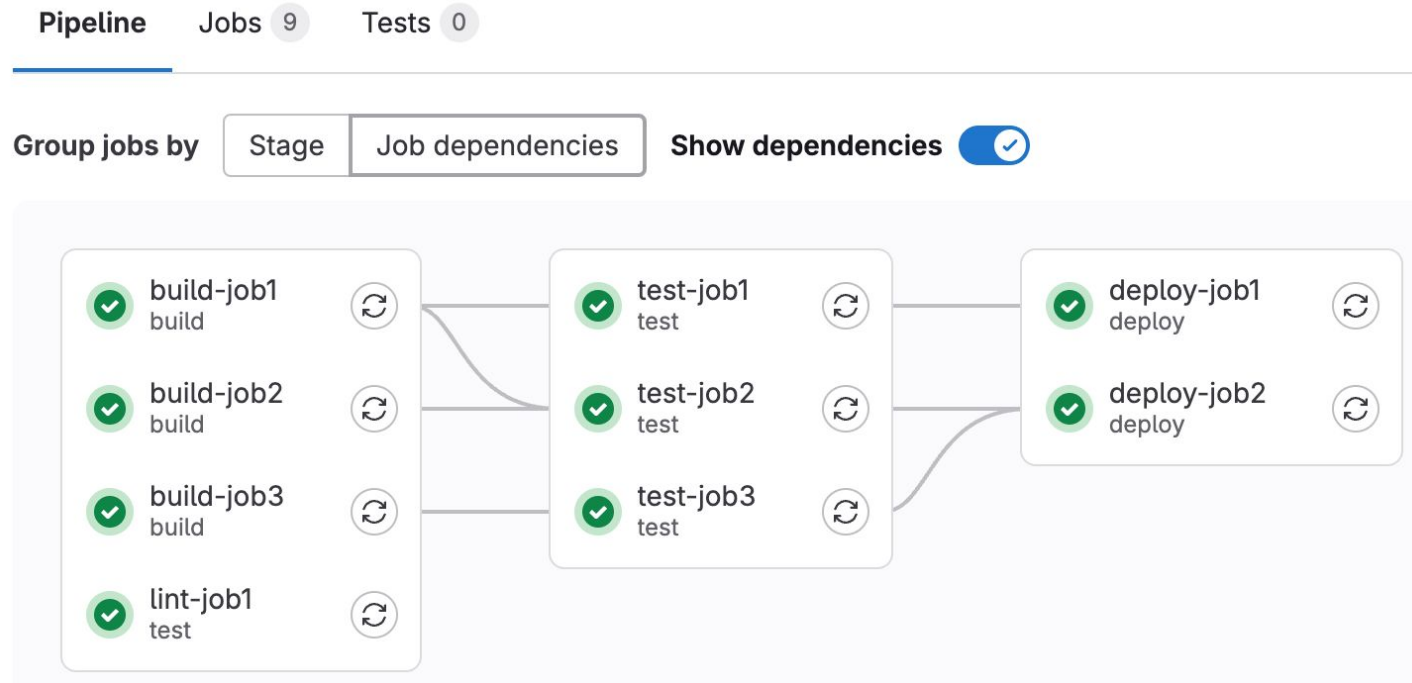 Pipeline Jobs 9 Tests 0
Group jobs by Stage Job dependencies Show dependencies
build-job1
build
build-job2
build
build-job3
build
lint-job1
test
test-job1
test
test-job2
test
test-job3
test
deploy-job1
deploy
deploy-job2
deploy